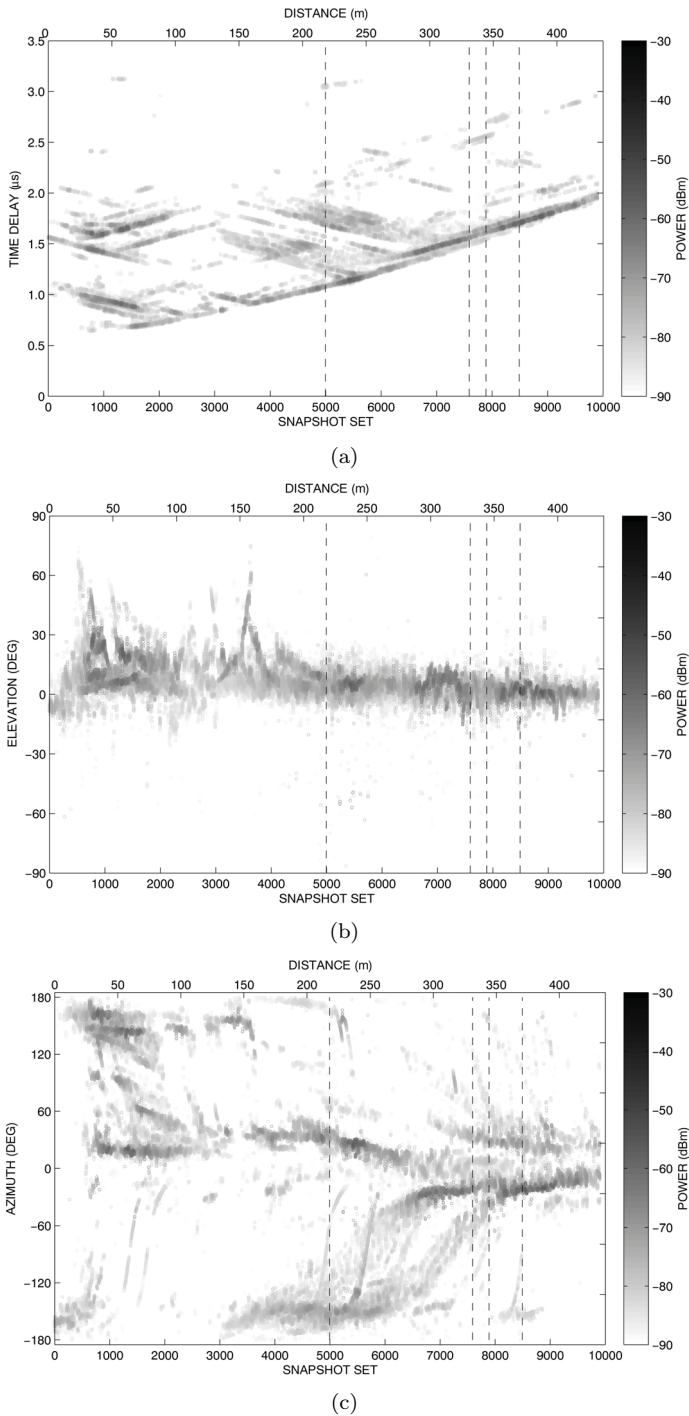 DISTANCE (m)
0 50 100 150 200 250 300 350 400
3.5
3.0
2.5
2.0
1.5
1.0
0.5
0
TIME DELAY (µs)
0 1000 2000 3000 4000 5000 6000 7000 8000 9000 10000
SNAPSHOT SET
−30
−40
−50
−60
−70
−80
−90
POWER (dBm)
(a)
DISTANCE (m)
0 50 100 150 200 250 300 350 400
90
60
30
0
−30
−60
−90
ELEVATION (DEG)
0 1000 2000 3000 4000 5000 6000 7000 8000 9000 10000
SNAPSHOT SET
−30
−40
−50
−60
−70
−80
−90
POWER (dBm)
(b)
DISTANCE (m)
0 50 100 150 200 250 300 350 400
180
120
60
0
−60
−120
−180
AZIMUTH (DEG)
0 1000 2000 3000 4000 5000 6000 7000 8000 9000 10000
SNAPSHOT SET
−30
−40
−50
−60
−70
−80
−90
POWER (dBm)
(c)